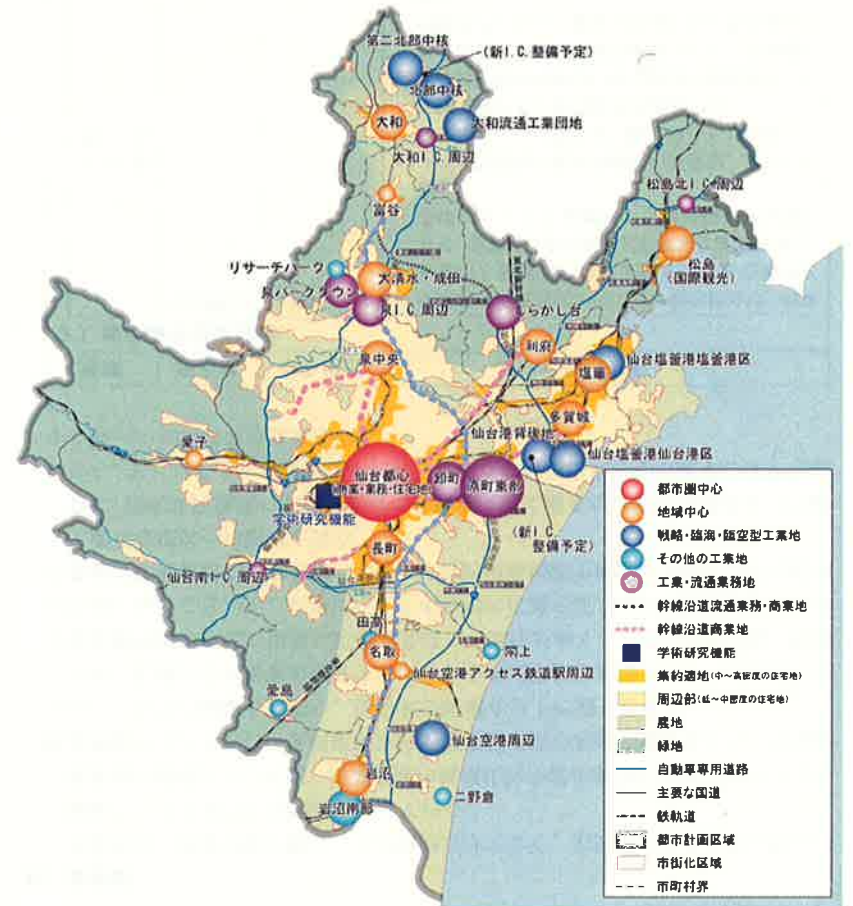 第二北部中核
(新I.C.整備予定)
北部中核
大和
大和流通工業団地
大和I.C.周辺
松島北I.C.周辺
富谷
松島
(国際観光)
リサーチパーク
大清水・成田
泉パークタウン
泉I.C.周辺
しらかし台
利府
泉中央
仙台塩釜港塩釜港区
塩竈
多賀城
仙台港背後地
愛子
仙台塩釜港仙台港区
仙台都心
(商業・業務・住宅地)
卸町
原町東部
学術研究機能
(新I.C.
整備予定)
長町
仙台南I.C.周辺
田高
名取
閖上
仙台空港アクセス鉄道駅周辺
愛島
仙台空港周辺
岩沼
二野倉
岩沼南部
都市圏中心
地域中心
戦略・臨海・臨空型工業地
その他の工業地
工業・流通業務地
幹線沿道流通業務・商業地
幹線沿道商業地
学術研究機能
集約適地(中～高密度の住宅地)
周辺部(低～中密度の住宅地)
農地
緑地
自動車専用道路
主要な国道
鉄軌道
都市計画区域
市街化区域
市町村界